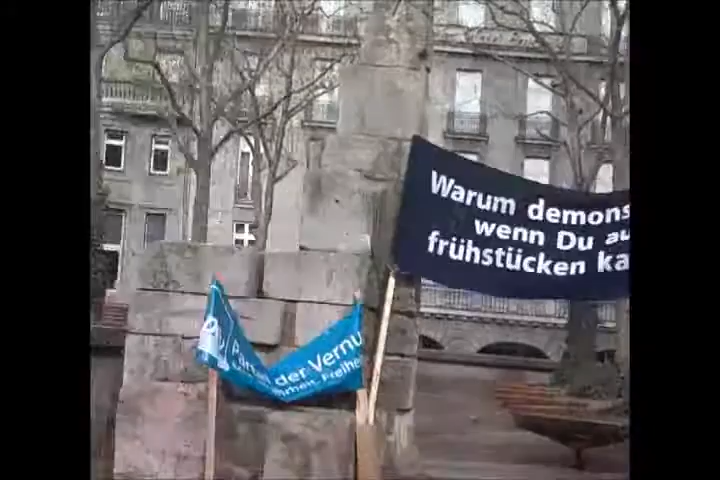 Warum demons
wenn Du au
frühstücken ka
Partei der Vernu
Freihe